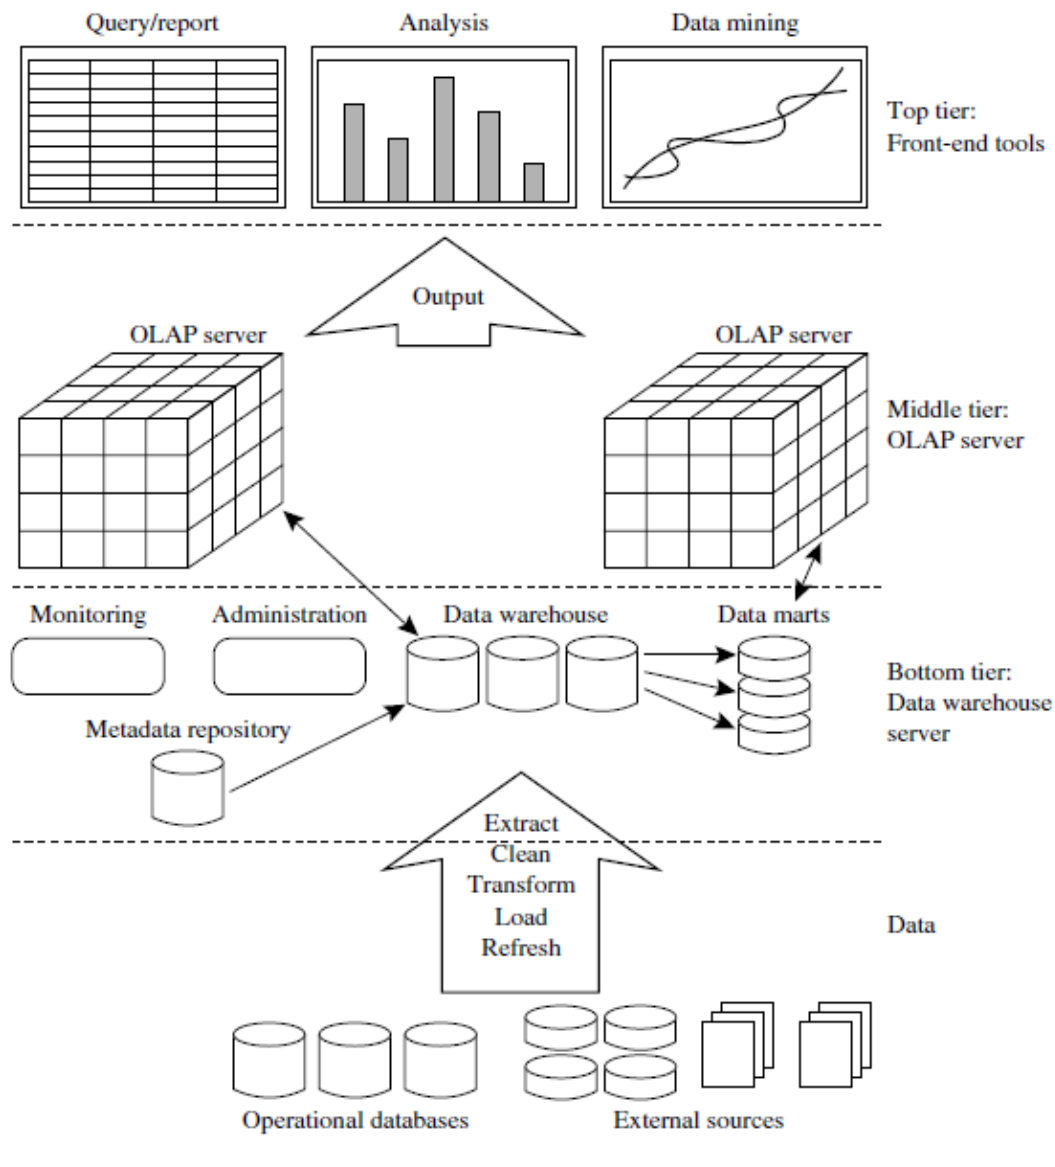 Query/report
Analysis
Data mining
Top tier:
Front-end tools
Output
OLAP server
OLAP server
Middle tier:
OLAP server
Monitoring
Administration
Data warehouse
Data marts
Bottom tier:
Data warehouse
server
Metadata repository
Extract
Clean
Transform
Load
Refresh
Data
Operational databases
External sources